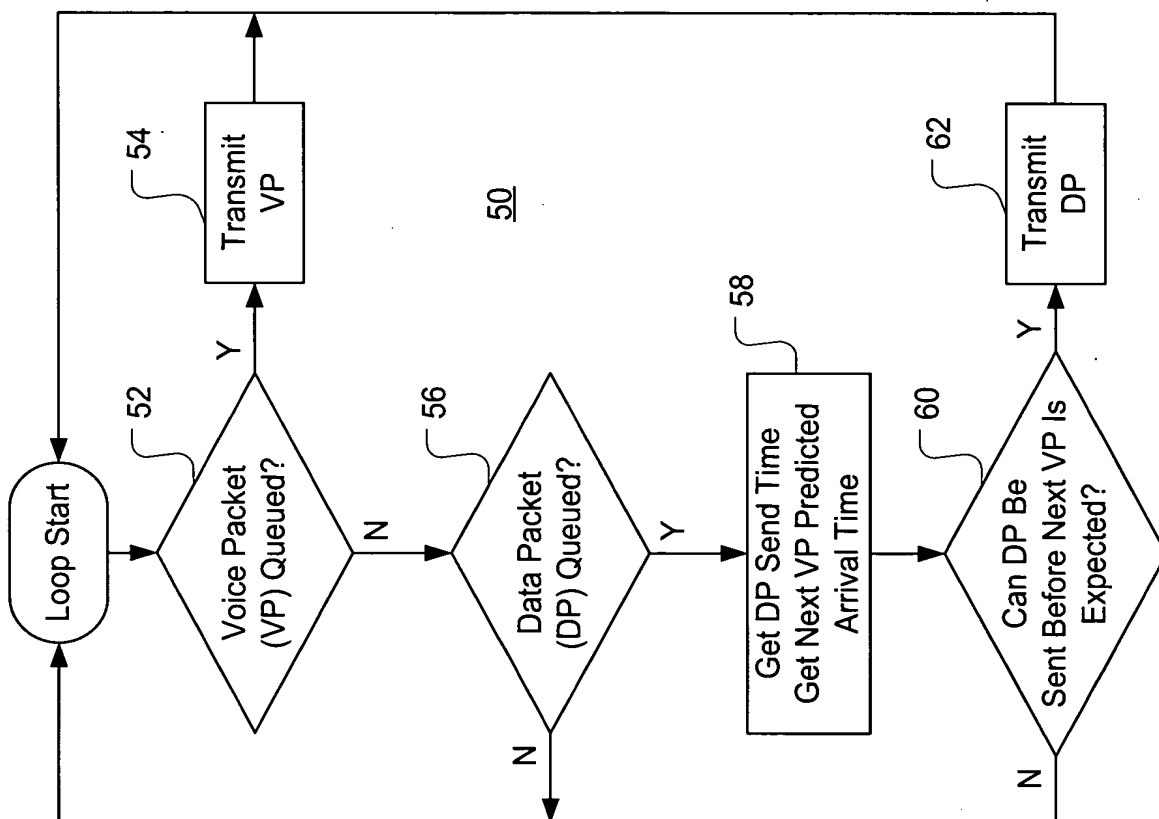 Loop Start
52
Voice Packet
(VP) Queued?
Y
54
Transmit
VP
N
50
56
Data Packet
(DP) Queued?
N
Y
58
Get DP Send Time
Get Next VP Predicted
Arrival Time
60
Can DP Be
Sent Before Next VP Is
Expected?
N
Y
62
Transmit
DP